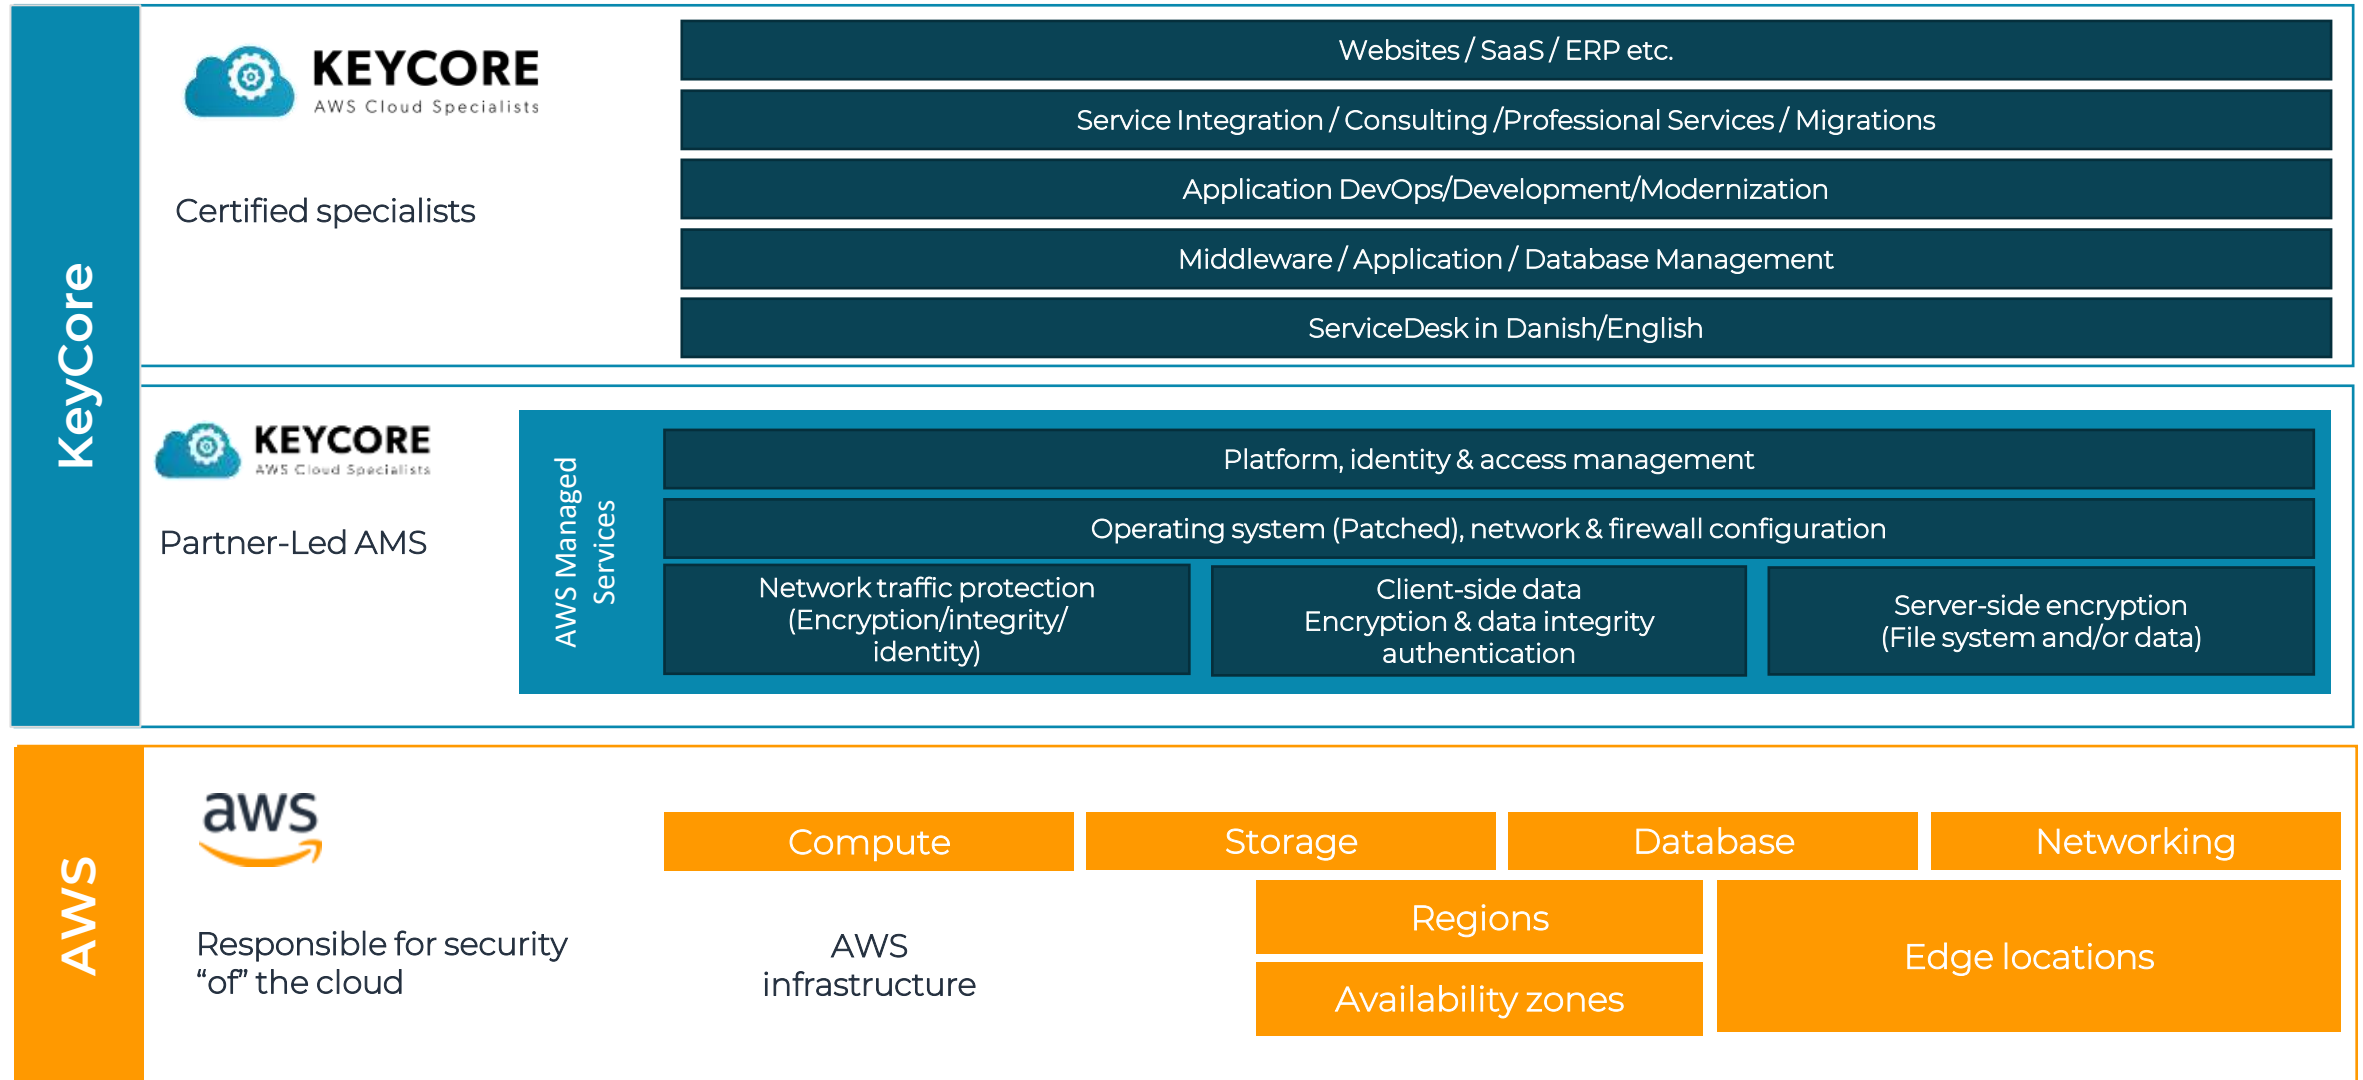 KeyCore
KEYCORE
AWS Cloud Specialists
Certified specialists
Websites / SaaS / ERP etc.
Service Integration / Consulting /Professional Services / Migrations
Application DevOps/Development/Modernization
Middleware / Application / Database Management
ServiceDesk in Danish/English
KEYCORE
AWS Cloud Specialists
Partner-Led AMS
AWS Managed
Services
Platform, identity & access management
Operating system (Patched), network & firewall configuration
Network traffic protection
(Encryption/integrity/
identity)
Client-side data
Encryption & data integrity
authentication
Server-side encryption
(File system and/or data)
AWS
aws
Responsible for security
“of” the cloud
AWS
infrastructure
Compute
Storage
Database
Networking
Regions
Availability zones
Edge locations